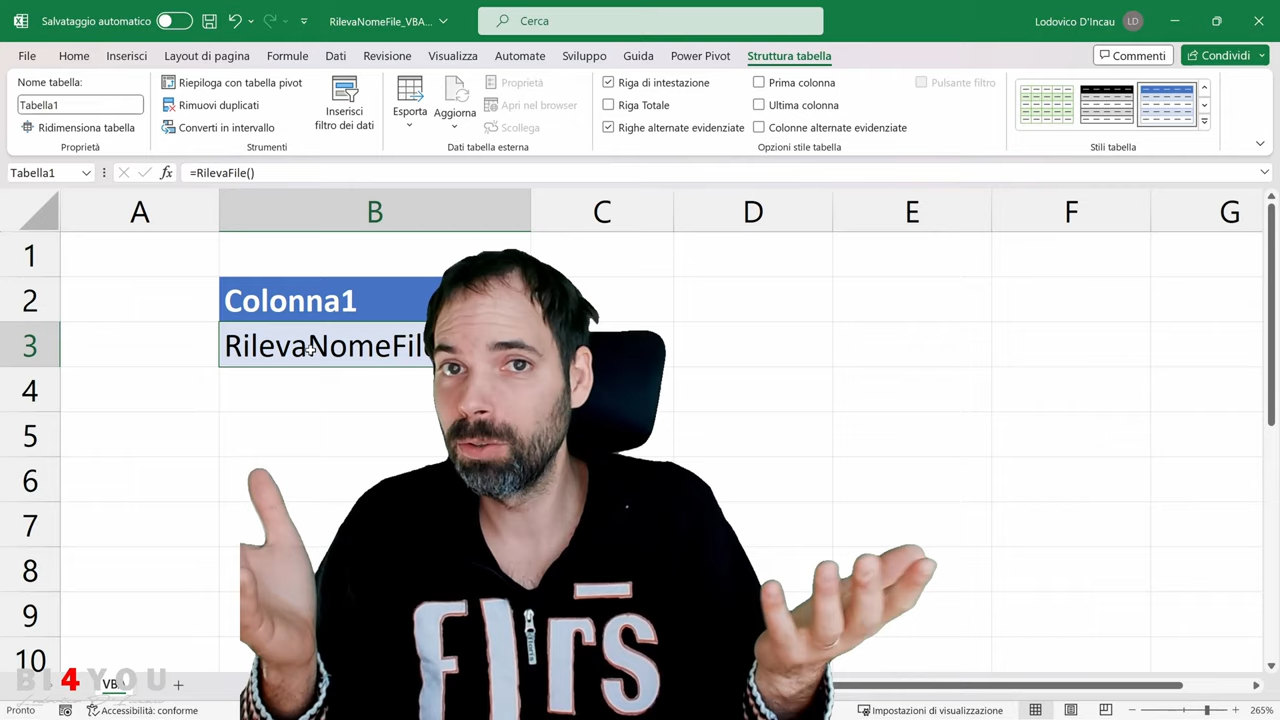 Salvataggio automatico
RilevaNomeFile_VBA...
Cerca
Lodovico D'Incau
LD
File
Home
Inserisci
Layout di pagina
Formule
Dati
Revisione
Visualizza
Automate
Sviluppo
Guida
Power Pivot
Struttura tabella
Commenti
Condividi
Nome tabella:
Tabella1
Ridimensiona tabella
Proprietà
Riepiloga con tabella pivot
Rimuovi duplicati
Converti in intervallo
Strumenti
Inserisci
filtro dei dati
Esporta
Aggiorna
Proprietà
Apri nel browser
Scollega
Dati tabella esterna
Riga di intestazione
Riga Totale
Righe alternate evidenziate
Prima colonna
Ultima colonna
Colonne alternate evidenziate
Pulsante filtro
Opzioni stile tabella
Stili tabella
Tabella1
fx
=RilevaFile()
A B C D E F G
1
2 Colonna1
3 RilevaNomeFil
4
5
6
7
8
9
10
BI4YOU
VB
Pronto
Accessibilità: conforme
Impostazioni di visualizzazione
265%